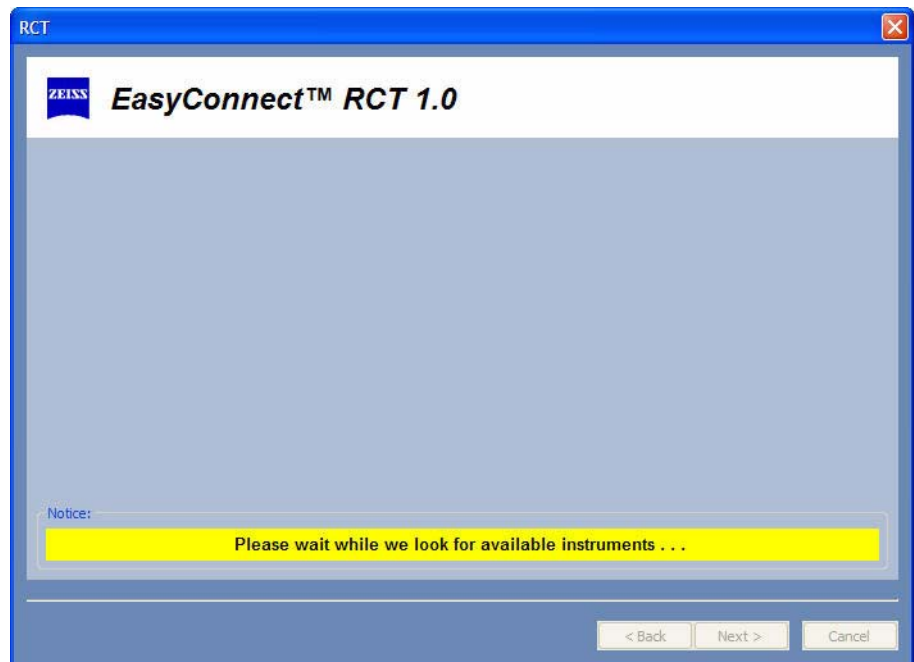 RCT
ZEISS
EasyConnect™ RCT 1.0
Notice:
Please wait while we look for available instruments . . .
< Back Next > Cancel